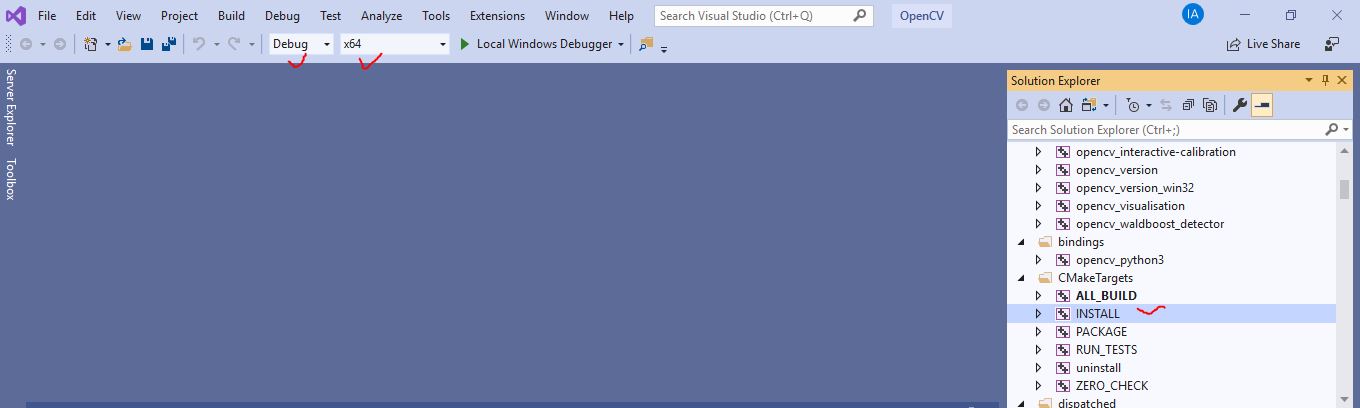 File Edit View Project Build Debug Test Analyze Tools Extensions Window Help Search Visual Studio (Ctrl+Q) OpenCV IA
Debug x64 Local Windows Debugger Live Share
Server Explorer
Toolbox
Solution Explorer
Search Solution Explorer (Ctrl+;)
opencv_interactive-calibration
opencv_version
opencv_version_win32
opencv_visualisation
opencv_waldboost_detector
bindings
opencv_python3
CMakeTargets
ALL_BUILD
INSTALL
PACKAGE
RUN_TESTS
uninstall
ZERO_CHECK
dispatched